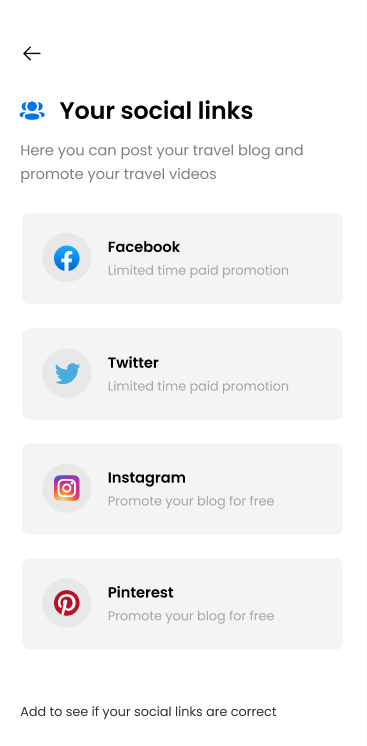 Your social links
Here you can post your travel blog and
promote your travel videos
Facebook
Limited time paid promotion
Twitter
Limited time paid promotion
Instagram
Promote your blog for free
Pinterest
Promote your blog for free
Add to see if your social links are correct